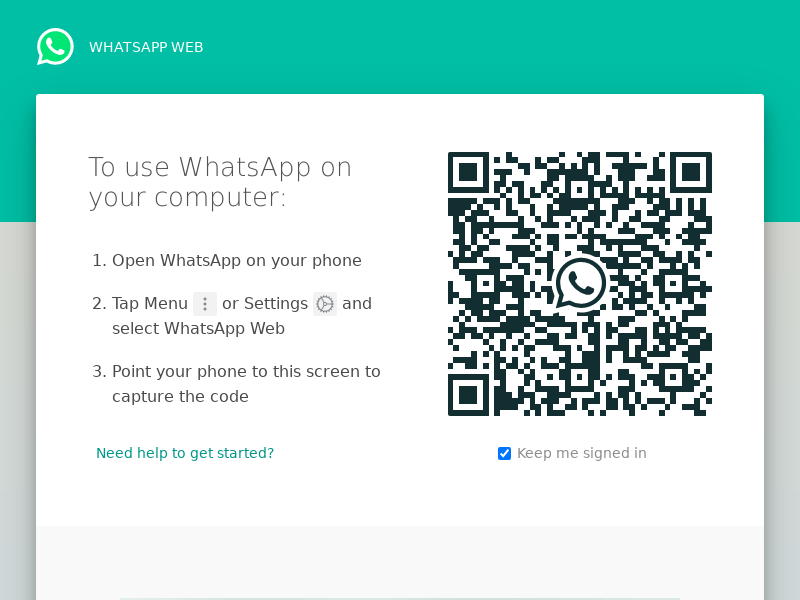 WHATSAPP WEB
To use WhatsApp on
your computer:
1. Open WhatsApp on your phone
2. Tap Menu or Settings and
select WhatsApp Web
3. Point your phone to this screen to
capture the code
Need help to get started?
Keep me signed in